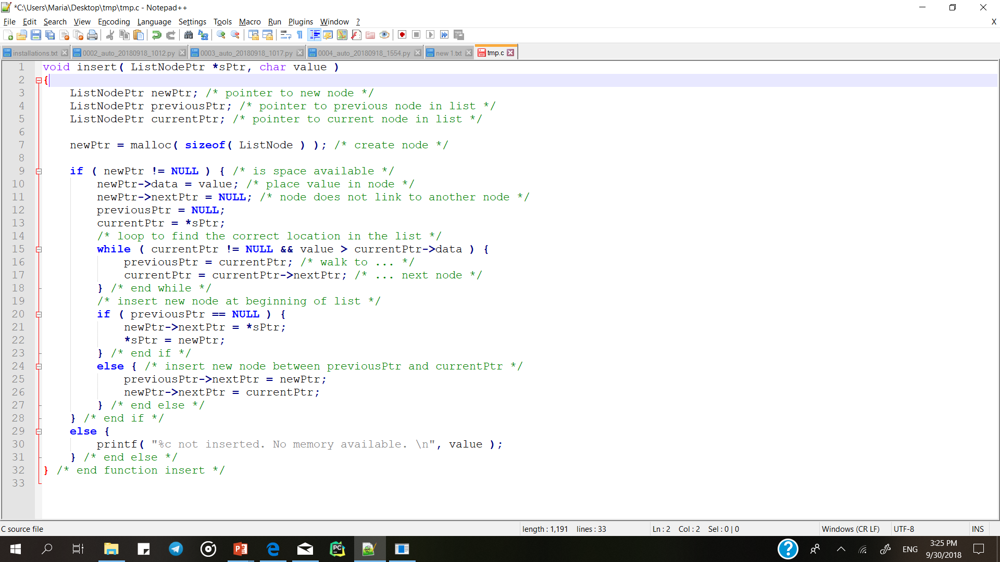 *C:\Users\Maria\Desktop\tmp\tmp.c - Notepad++
File Edit Search View Encoding Language Settings Tools Macro Run Plugins Window ? X
installations.txt 0002_auto_20180918_1012.py 0003_auto_20180918_1017.py 0004_auto_20180918_1554.py new 1.txt tmp.c
1 void insert( ListNodePtr *sPtr, char value )
2 {
3 ListNodePtr newPtr; /* pointer to new node */
4 ListNodePtr previousPtr; /* pointer to previous node in list */
5 ListNodePtr currentPtr; /* pointer to current node in list */
6
7 newPtr = malloc( sizeof( ListNode ) ); /* create node */
8
9 if ( newPtr != NULL ) { /* is space available */
10 newPtr->data = value; /* place value in node */
11 newPtr->nextPtr = NULL; /* node does not link to another node */
12 previousPtr = NULL;
13 currentPtr = *sPtr;
14 /* loop to find the correct location in the list */
15 while ( currentPtr != NULL && value > currentPtr->data ) {
16 previousPtr = currentPtr; /* walk to ... */
17 currentPtr = currentPtr->nextPtr; /* ... next node */
18 } /* end while */
19 /* insert new node at beginning of list */
20 if ( previousPtr == NULL ) {
21 newPtr->nextPtr = *sPtr;
22 *sPtr = newPtr;
23 } /* end if */
24 else { /* insert new node between previousPtr and currentPtr */
25 previousPtr->nextPtr = newPtr;
26 newPtr->nextPtr = currentPtr;
27 } /* end else */
28 } /* end if */
29 else {
30 printf( "%c not inserted. No memory available. \n", value );
31 } /* end else */
32 } /* end function insert */
33
C source file length : 1,191 lines : 33 Ln : 2 Col : 2 Sel : 0 | 0 Windows (CR LF) UTF-8 INS
PC ENG 3:25 PM
9/30/2018